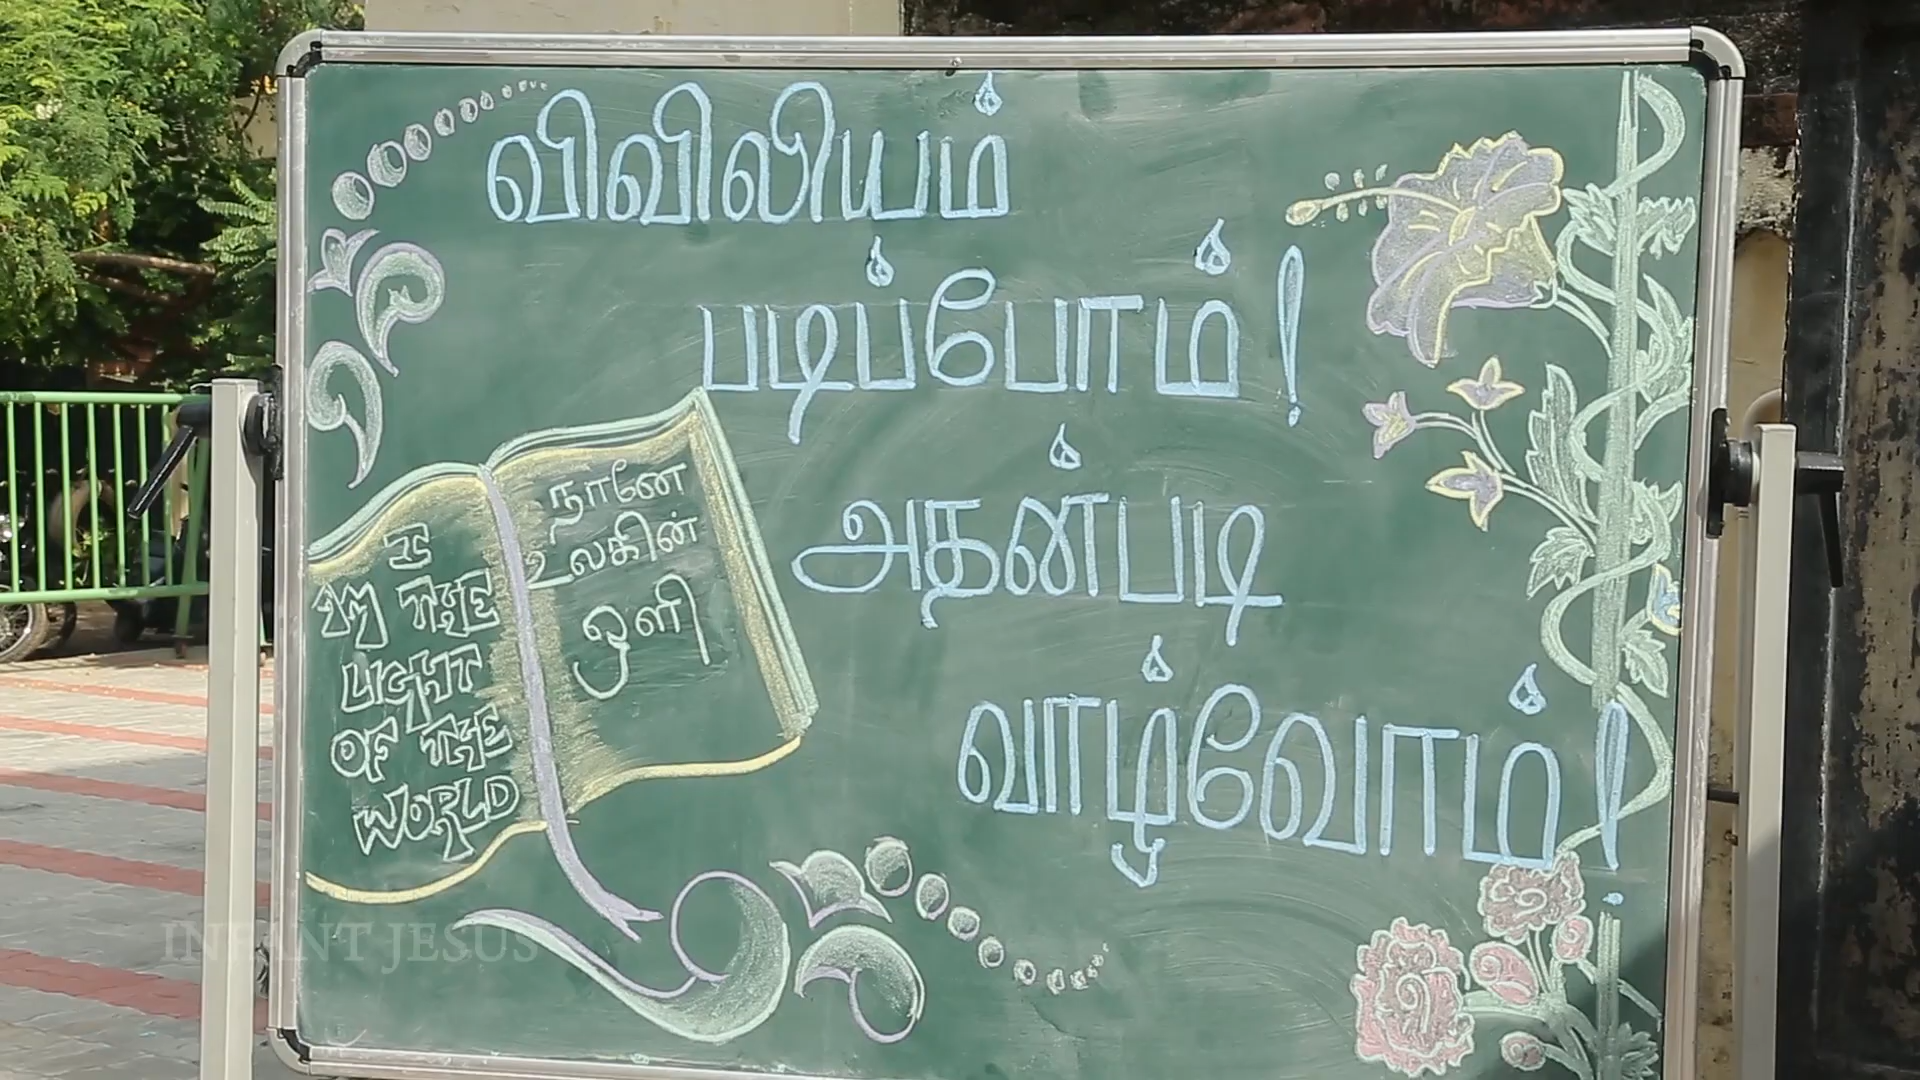 விவிலியம்
படிப்போம்!
அதன்படி
வாழ்வோம்!
I
AM THE
LIGHT
OF THE
WORLD
நானே
உலகின்
ஒளி
INFANT JESUS